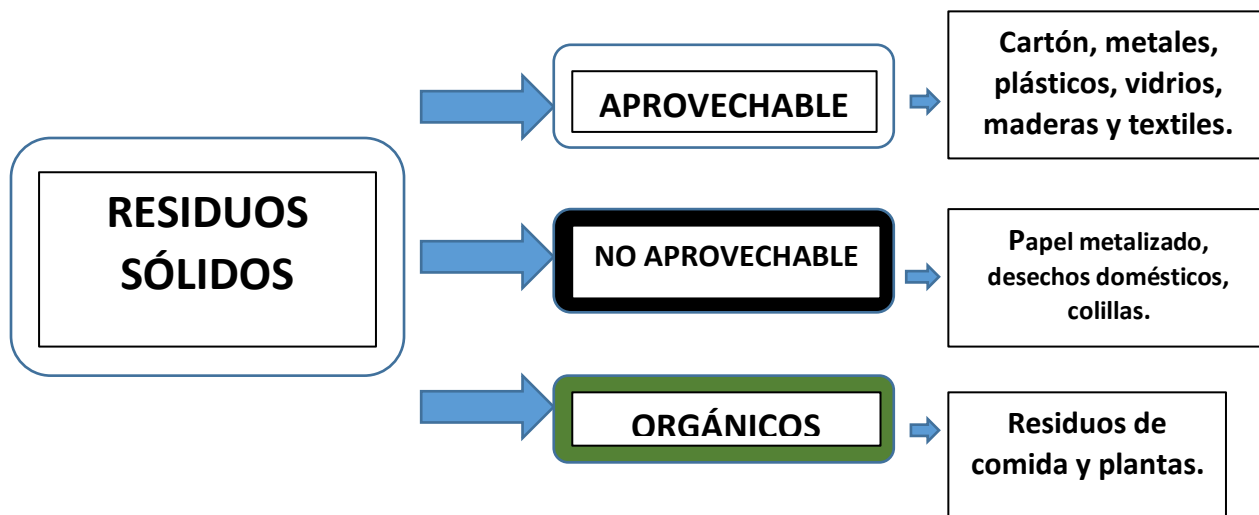 RESIDUOS
SÓLIDOS
APROVECHABLE
Cartón, metales,
plásticos, vidrios,
maderas y textiles.
NO APROVECHABLE
Papel metalizado,
desechos domésticos,
colillas.
ORGÁNICOS
Residuos de
comida y plantas.